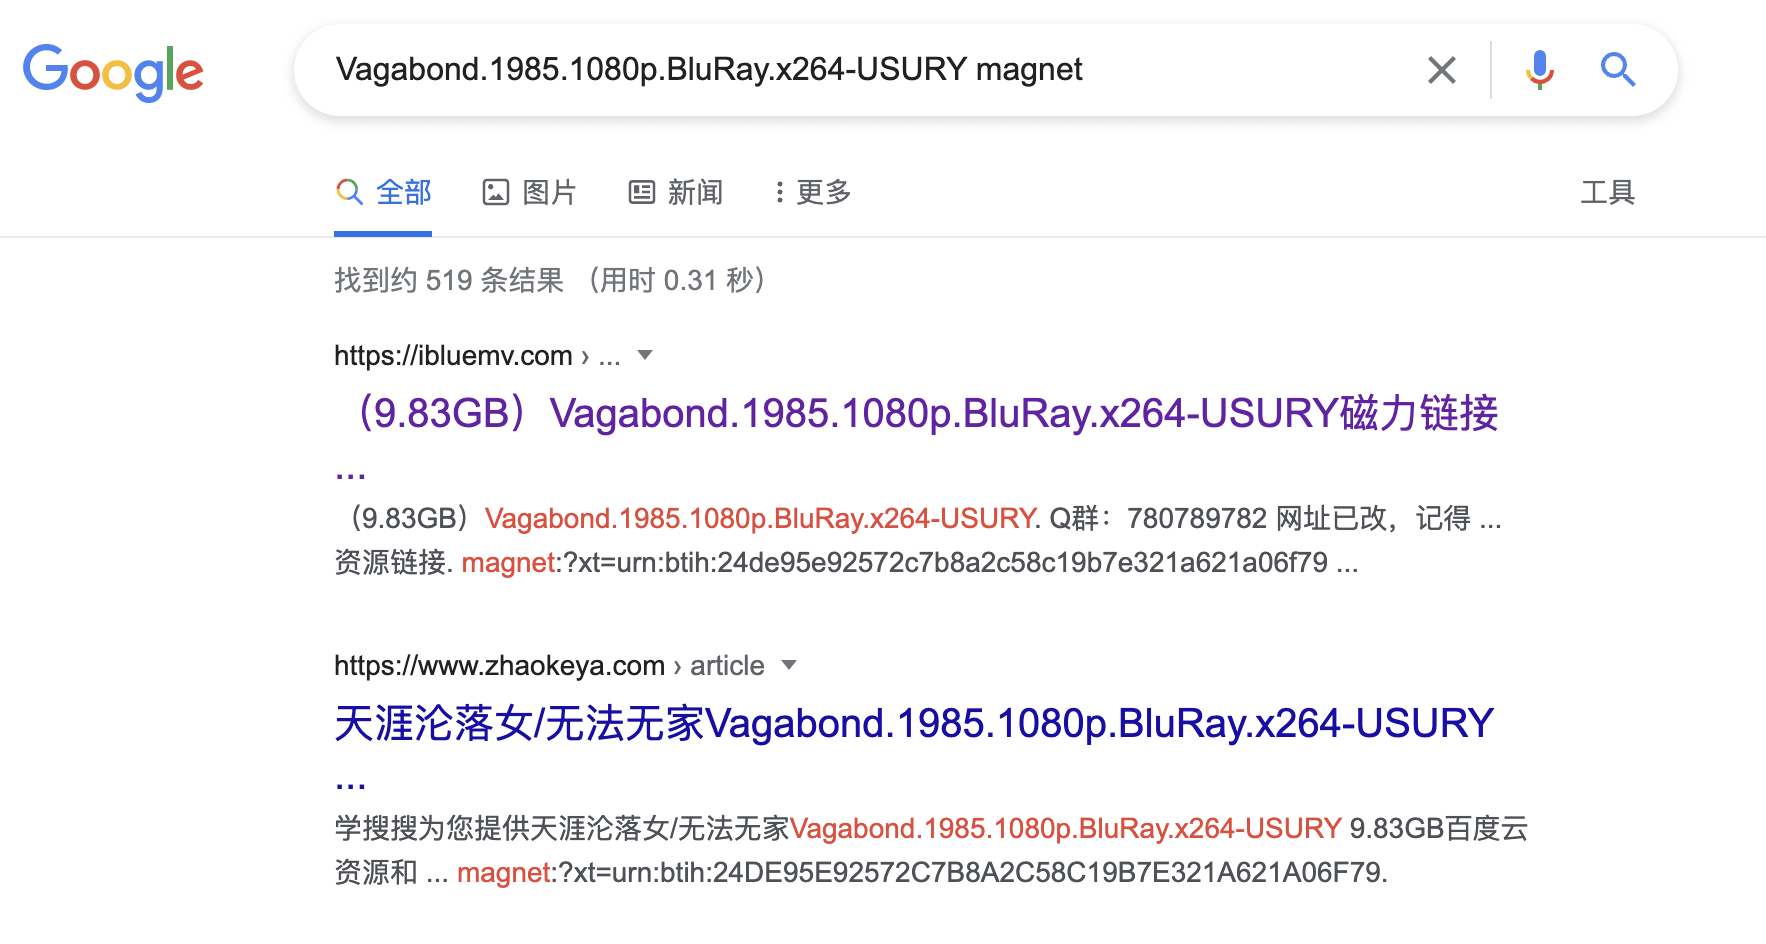 Google
Vagabond.1985.1080p.BluRay.x264-USURY magnet
全部 图片 新闻 更多 工具
找到约 519 条结果 （用时 0.31 秒）
https://ibluemv.com › ...
（9.83GB）Vagabond.1985.1080p.BluRay.x264-USURY磁力链接
...
（9.83GB）Vagabond.1985.1080p.BluRay.x264-USURY. Q群：780789782 网址已改，记得 ...
资源链接. magnet:?xt=urn:btih:24de95e92572c7b8a2c58c19b7e321a621a06f79 ...
https://www.zhaokeya.com › article
天涯沦落女/无法无家Vagabond.1985.1080p.BluRay.x264-USURY
...
学搜搜为您提供天涯沦落女/无法无家Vagabond.1985.1080p.BluRay.x264-USURY 9.83GB百度云
资源和 ... magnet:?xt=urn:btih:24DE95E92572C7B8A2C58C19B7E321A621A06F79.